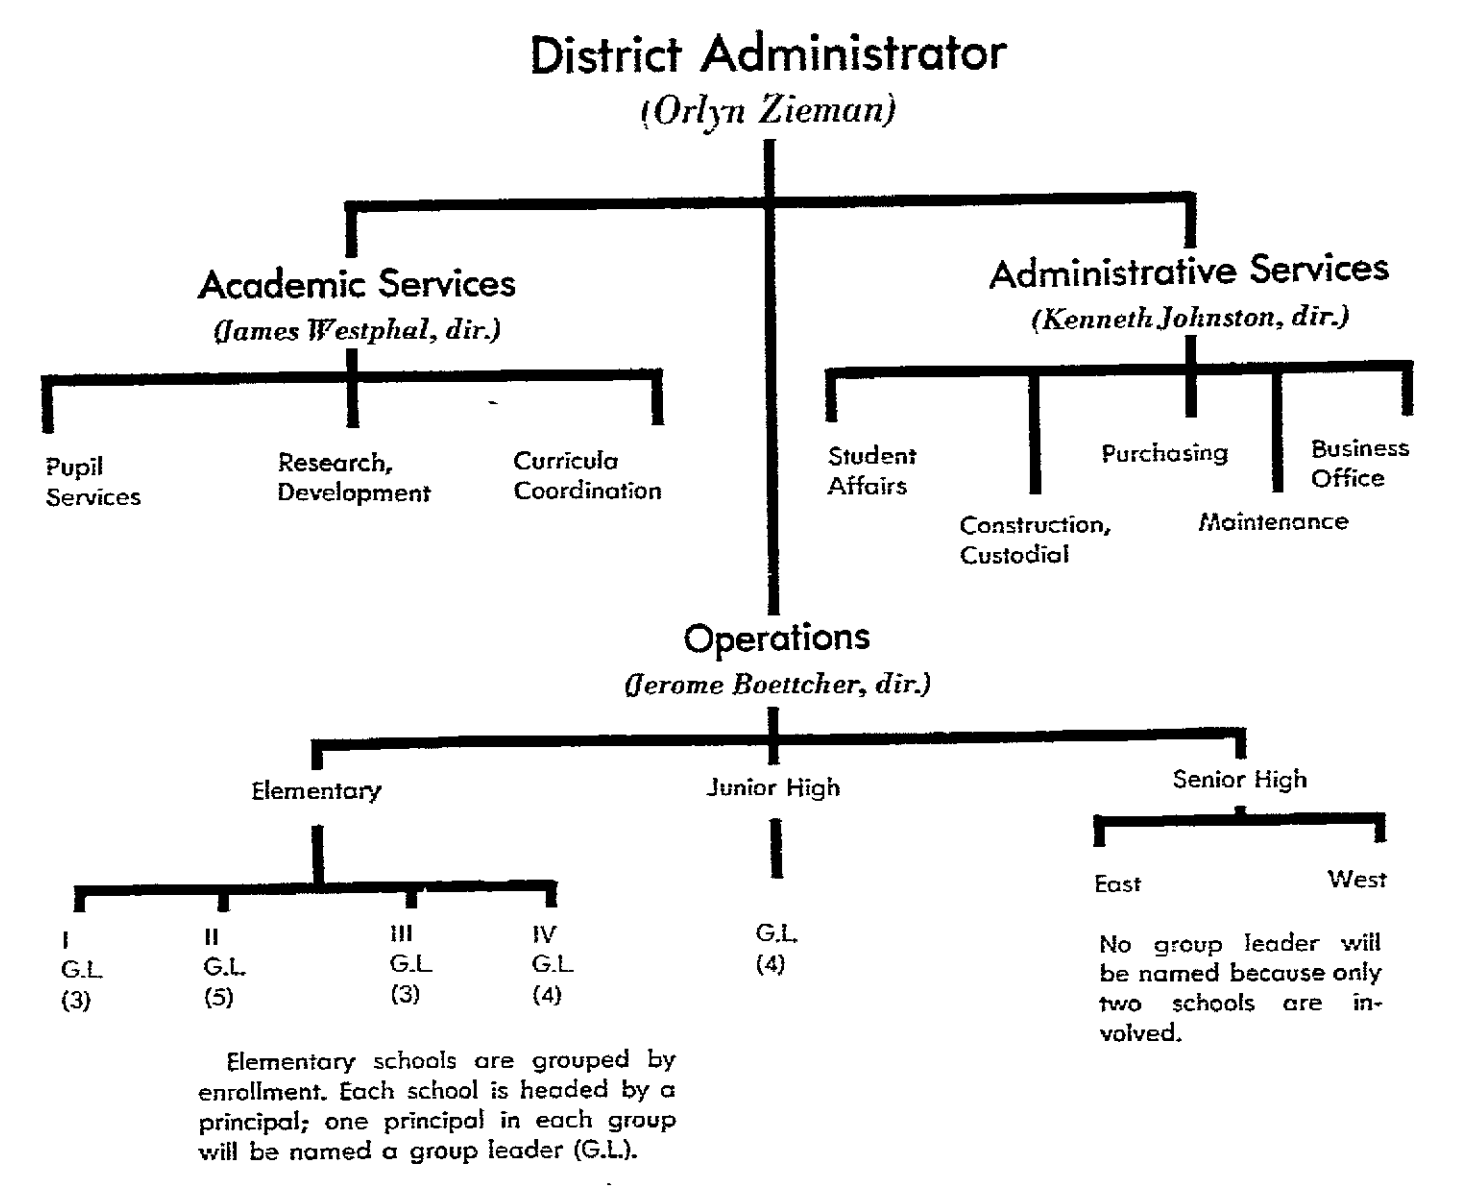 District Administrator
(Orlyn Zieman)
Academic Services
(James Westphal, dir.)
Administrative Services
(Kenneth Johnston, dir.)
Pupil
Services
Research,
Development
Curricula
Coordination
Student
Affairs
Construction,
Custodial
Purchasing
Maintenance
Business
Office
Operations
(Jerome Boettcher, dir.)
Elementary
Junior High
Senior High
I
G.L.
(3)
II
G.L.
(5)
III
G.L.
(3)
IV
G.L.
(4)
G.L.
(4)
East
West
No group leader will
be named because only
two schools are in-
volved.
Elementary schools are grouped by
enrollment. Each school is headed by a
principal; one principal in each group
will be named a group leader (G.L.).